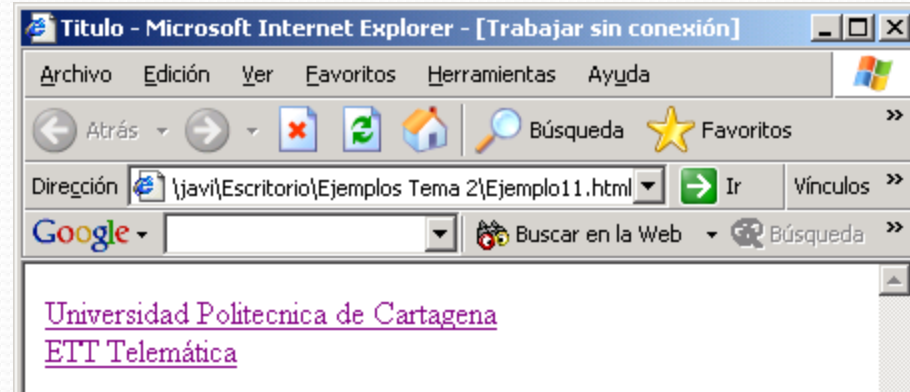 Titulo - Microsoft Internet Explorer - [Trabajar sin conexión]
Archivo Edición Ver Favoritos Herramientas Ayuda
Atrás Búsqueda Favoritos »
Dirección \javi\Escritorio\Ejemplos Tema 2\Ejemplo11.html Ir Vínculos »
Google Buscar en la Web Búsqueda »
Universidad Politecnica de Cartagena
ETT Telemática